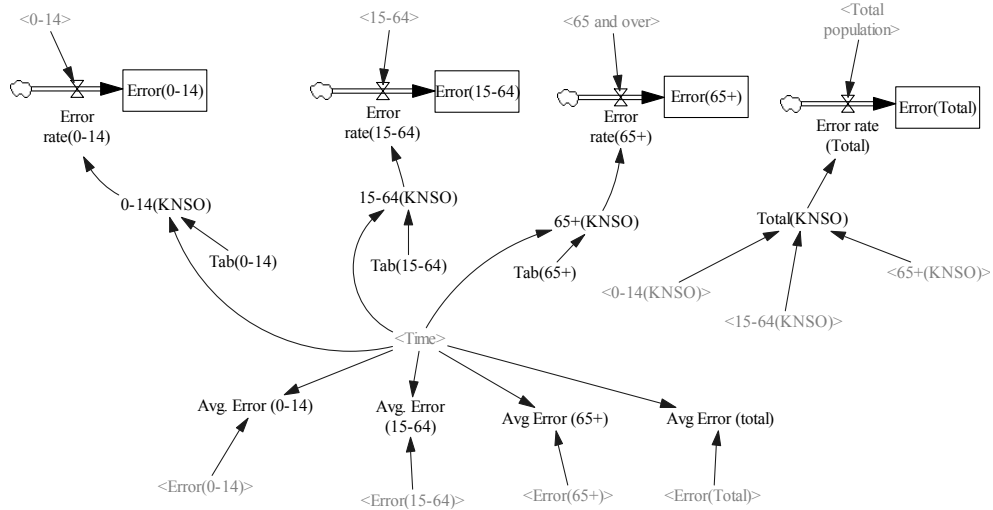 <0-14>
<15-64>
<65 and over>
<Total
population>
Error(0-14)
Error(15-64)
Error(65+)
Error(Total)
Error
rate(0-14)
Error
rate(15-64)
Error
rate(65+)
Error rate
(Total)
0-14(KNSO)
15-64(KNSO)
65+(KNSO)
Total(KNSO)
Tab(0-14)
Tab(15-64)
Tab(65+)
<0-14(KNSO)>
<15-64(KNSO)>
<65+(KNSO)>
<Time>
Avg. Error (0-14)
Avg. Error
(15-64)
Avg Error (65+)
Avg Error (total)
<Error(0-14)>
<Error(15-64)>
<Error(65+)>
<Error(Total)>